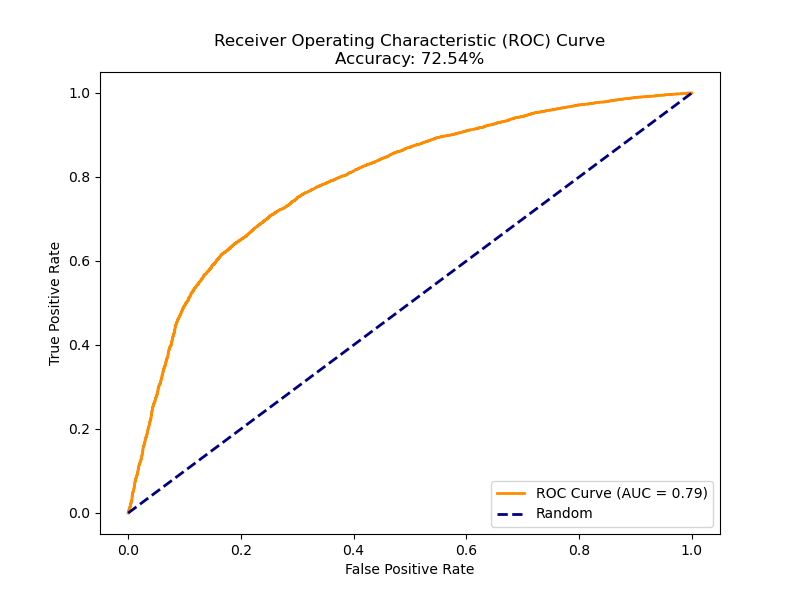 Receiver Operating Characteristic (ROC) Curve
Accuracy: 72.54%
1.0
0.8
0.6
0.4
0.2
0.0
True Positive Rate
ROC Curve (AUC = 0.79)
Random
0.0 0.2 0.4 0.6 0.8 1.0
False Positive Rate